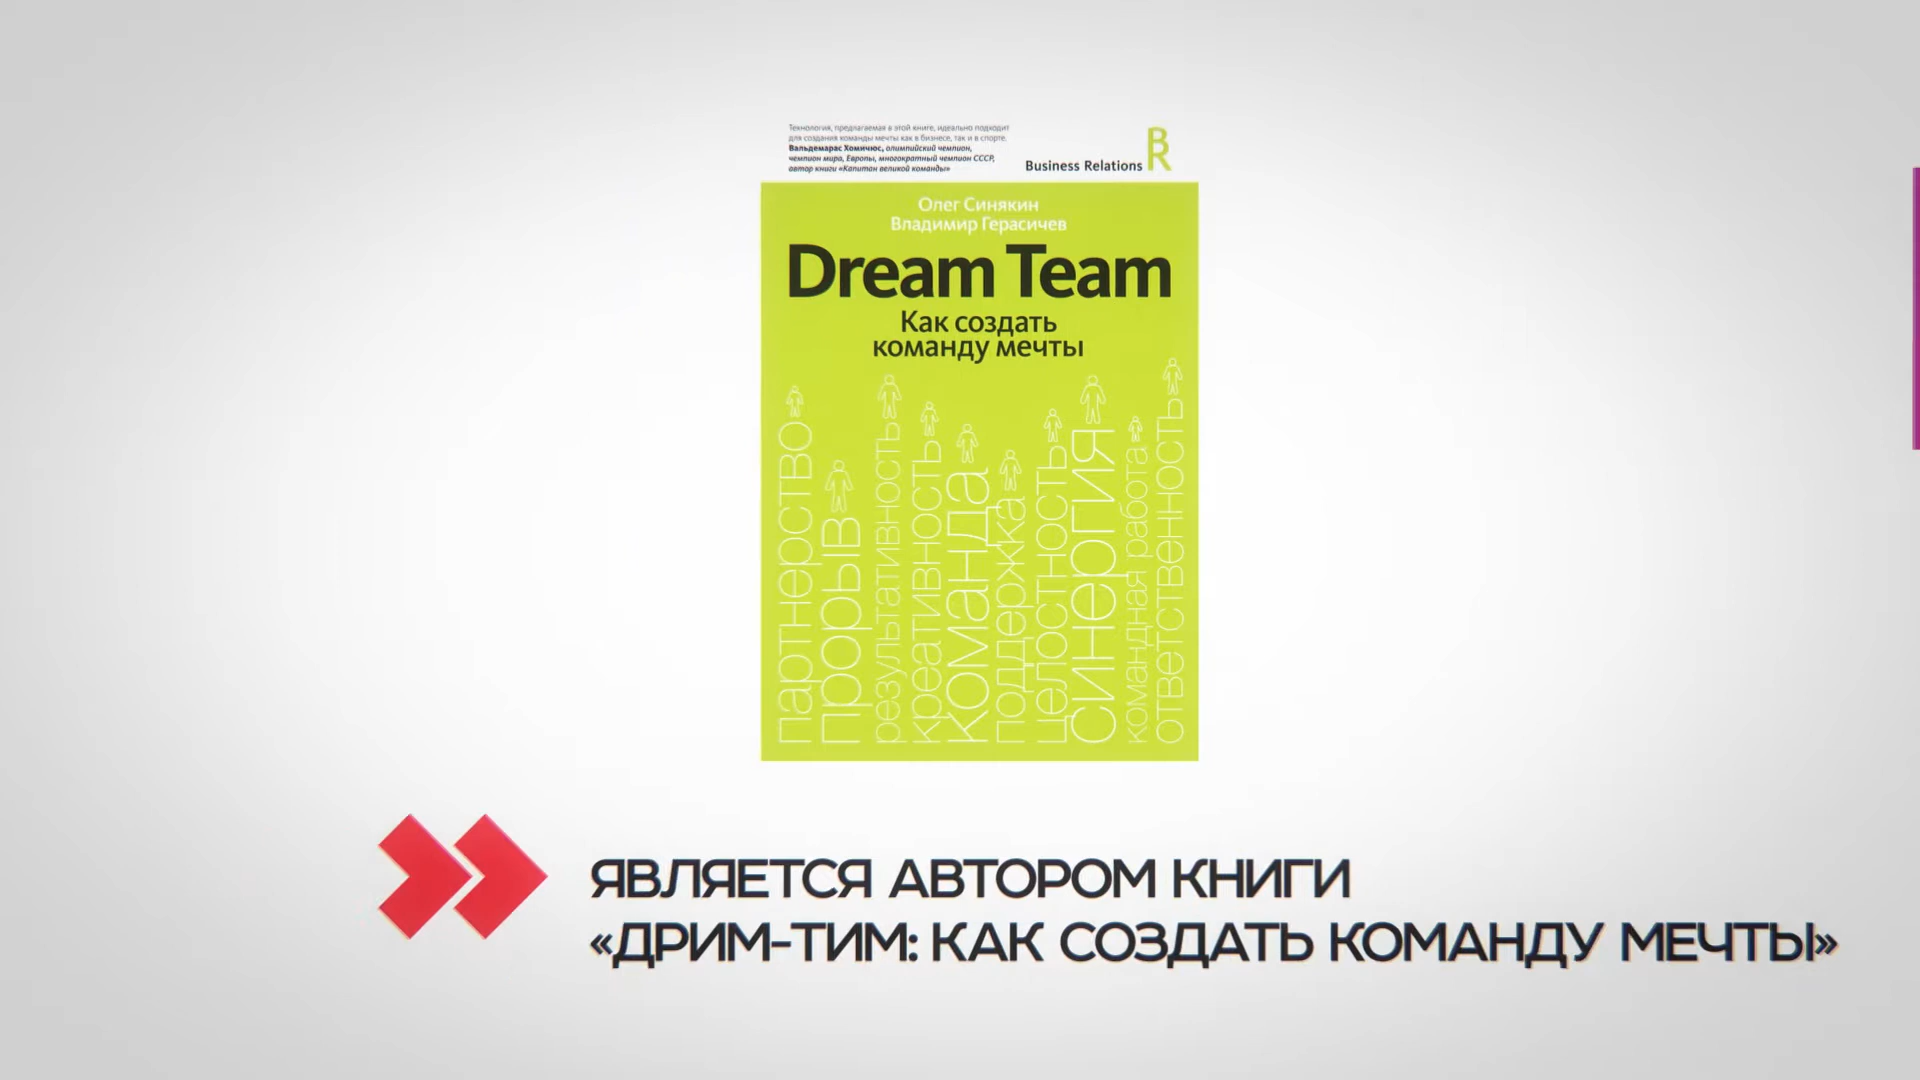 Технология, предлагаемая в этой книге, идеально подходит
для создания команды мечты как в бизнесе, так и в спорте.
Вальдемарас Хомичюс, олимпийский чемпион,
чемпион мира, Европы, многократный чемпион СССР,
автор книги «Капитан великой команды»
Business Relations
BR
Олег Синякин
Владимир Герасичев
Dream Team
Как создать
команду мечты
партнерство
прорыв
результативность
креативность
команда
поддержка
целостность
синергия
командная работа
ответственность
ЯВЛЯЕТСЯ АВТОРОМ КНИГИ
«ДРИМ-ТИМ: КАК СОЗДАТЬ КОМАНДУ МЕЧТЫ»